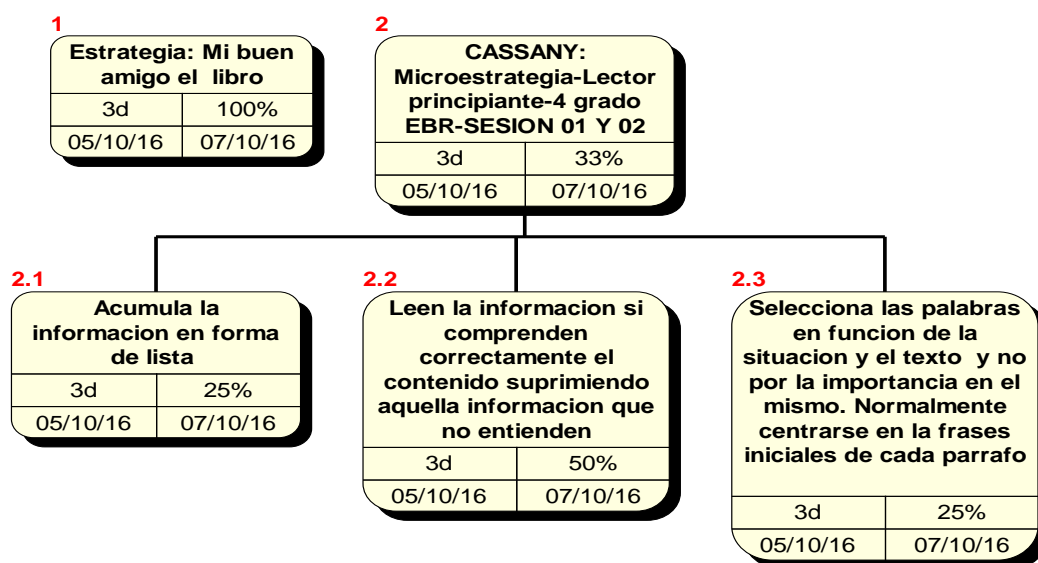 1
Estrategia: Mi buen
amigo el libro
3d 100%
05/10/16 07/10/16
2
CASSANY:
Microestrategia-Lector
principiante-4 grado
EBR-SESION 01 Y 02
3d 33%
05/10/16 07/10/16
2.1
Acumula la
informacion en forma
de lista
3d 25%
05/10/16 07/10/16
2.2
Leen la informacion si
comprenden
correctamente el
contenido suprimiendo
aquella informacion que
no entienden
3d 50%
05/10/16 07/10/16
2.3
Selecciona las palabras
en funcion de la
situacion y el texto y no
por la importancia en el
mismo. Normalmente
centrarse en la frases
iniciales de cada parrafo
3d 25%
05/10/16 07/10/16